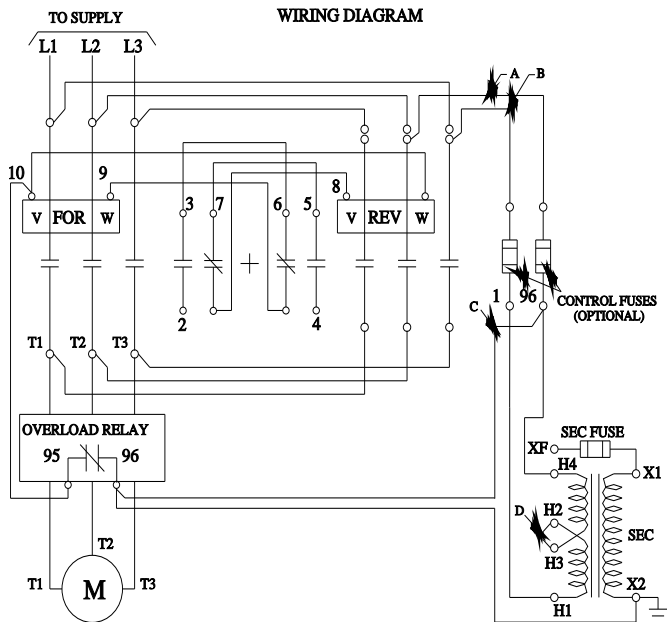 WIRING DIAGRAM
TO SUPPLY
L1 L2 L3
A B
10 9 3 7 6 5 8
V FOR W
V REV W
2 4
1 96
C
CONTROL FUSES
(OPTIONAL)
T1 T2 T3
OVERLOAD RELAY
95 96
SEC FUSE
XF
H4 X1
H2
D
H3
SEC
T2
T1 M T3
X2
H1